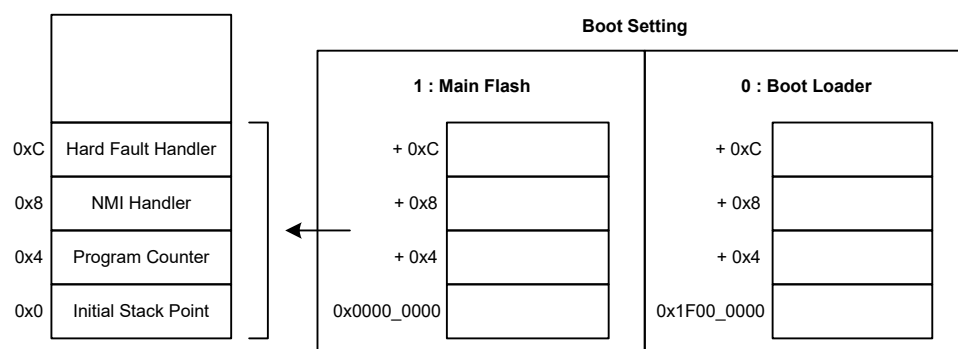 Boot Setting
1 : Main Flash
0 : Boot Loader
0xC Hard Fault Handler + 0xC + 0xC
0x8 NMI Handler + 0x8 + 0x8
0x4 Program Counter + 0x4 + 0x4
0x0 Initial Stack Point 0x0000_0000 0x1F00_0000